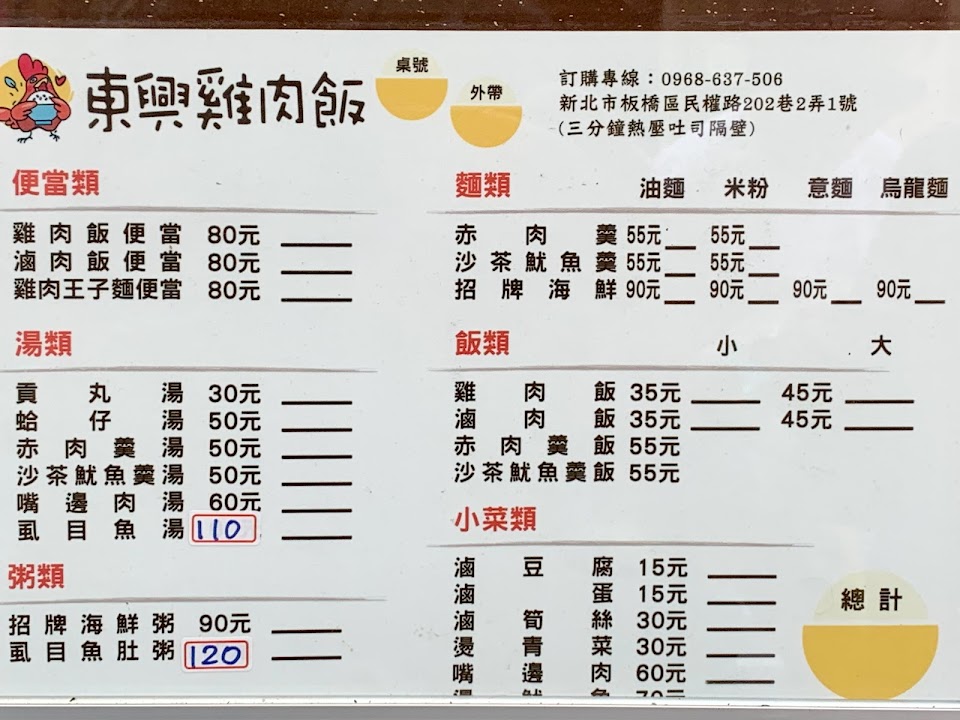 東興雞肉飯
桌號
外帶
訂購專線：0968-637-506
新北市板橋區民權路202巷2弄1號
(三分鐘熱壓吐司隔壁)
便當類
雞肉飯便當 80元
滷肉飯便當 80元
雞肉王子麵便當 80元
湯類
貢丸湯 30元
蛤仔湯 50元
赤肉羹湯 50元
沙茶魷魚羹湯 50元
嘴邊肉湯 60元
虱目魚湯 110
粥類
招牌海鮮粥 90元
虱目魚肚粥 120
麵類 油麵 米粉 意麵 烏龍麵
赤肉羹 55元 55元
沙茶魷魚羹 55元 55元
招牌海鮮 90元 90元 90元 90元
飯類 小 大
雞肉飯 35元 45元
滷肉飯 35元 45元
赤肉羹飯 55元
沙茶魷魚羹飯 55元
小菜類
滷豆腐 15元
滷蛋 15元
滷筍絲 30元
燙青菜 30元
嘴邊肉 60元
總計